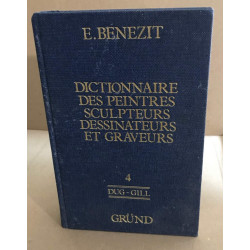 E. BENEZIT
DICTIONNAIRE
DES PEINTRES
SCULPTEURS
DESSINATEURS
ET GRAVEURS
4
DUG - GILL
GRÜND